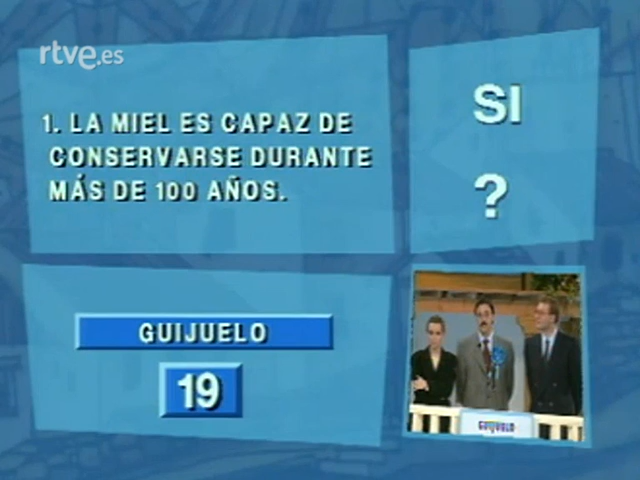 rtve.es
1. LA MIEL ES CAPAZ DE
CONSERVARSE DURANTE
MÁS DE 100 AÑOS.
SI
?
GUIJUELO
19
GUIJUELO